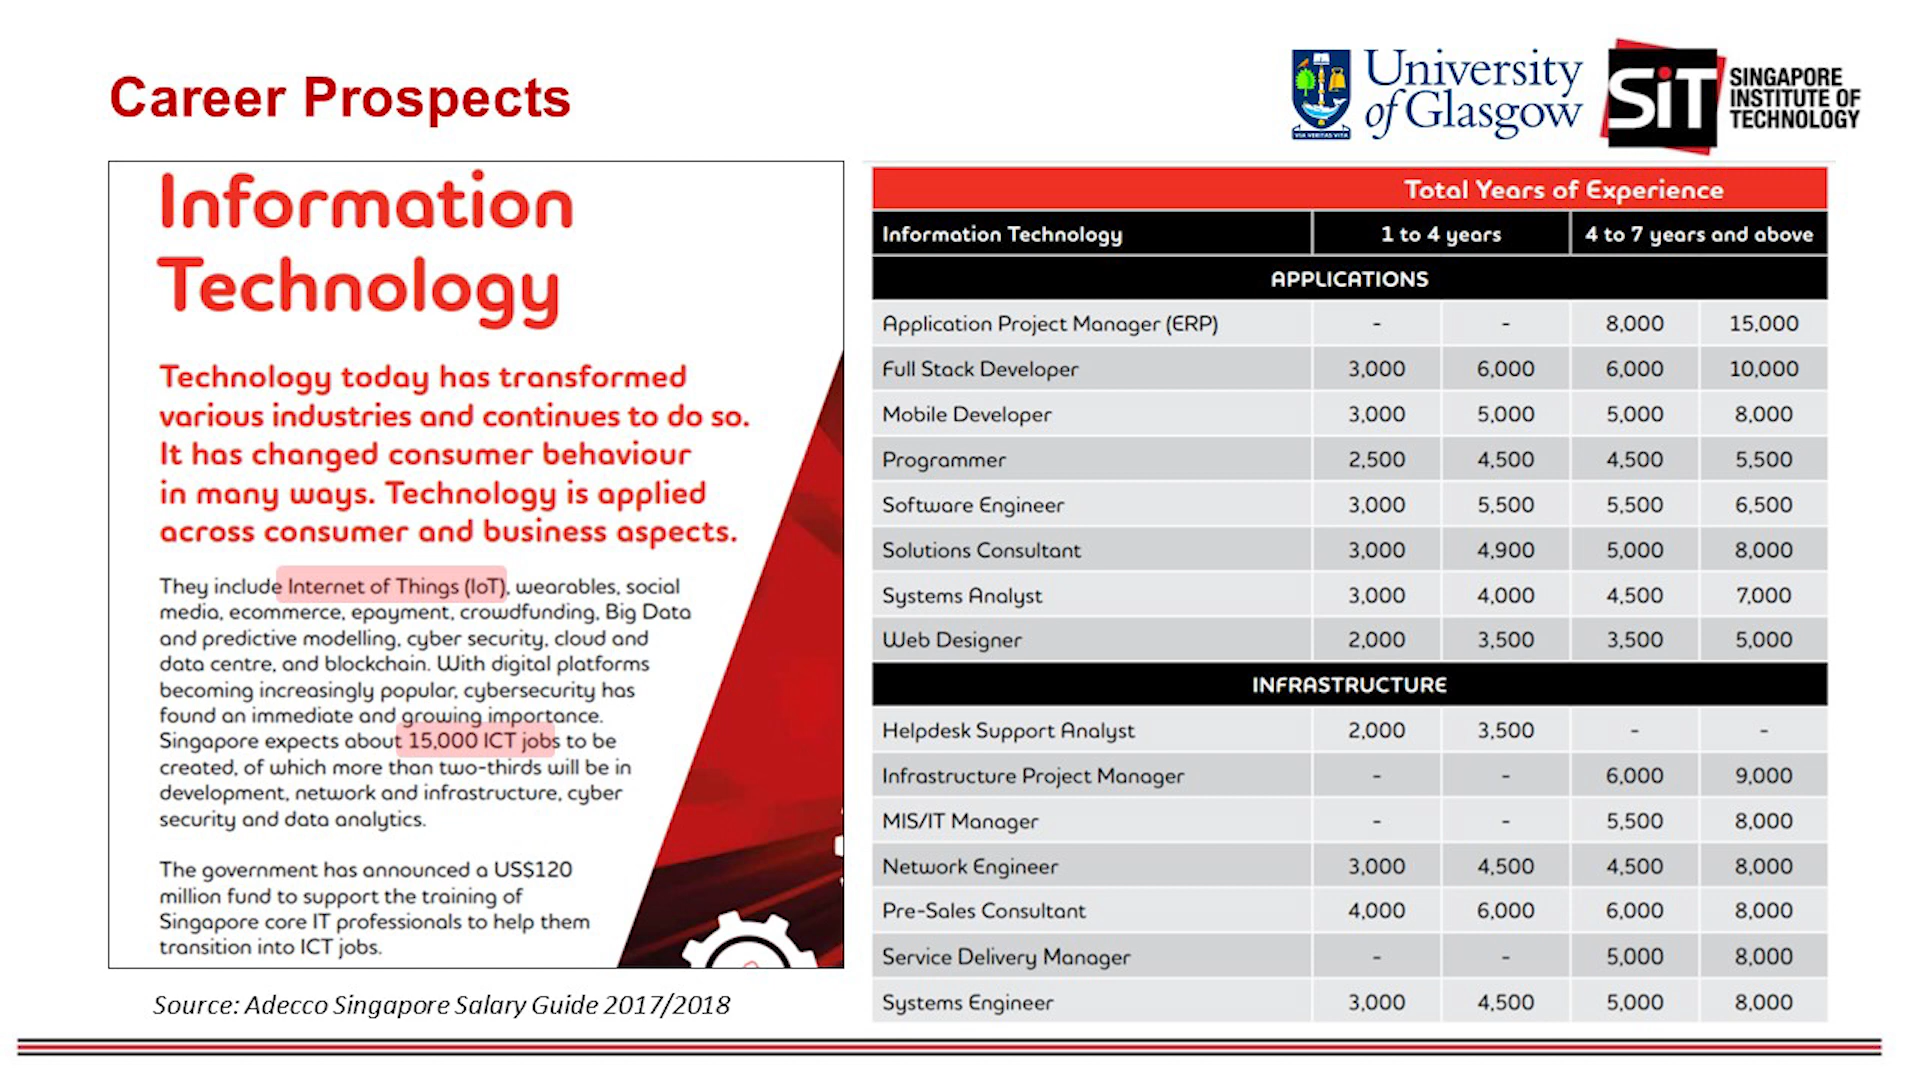 Career Prospects
University
of Glasgow
VIA VERITAS VITA
SiT
SINGAPORE
INSTITUTE OF
TECHNOLOGY
Information
Technology
Technology today has transformed
various industries and continues to do so.
It has changed consumer behaviour
in many ways. Technology is applied
across consumer and business aspects.
They include Internet of Things (IoT), wearables, social
media, ecommerce, epayment, crowdfunding, Big Data
and predictive modelling, cyber security, cloud and
data centre, and blockchain. With digital platforms
becoming increasingly popular, cybersecurity has
found an immediate and growing importance.
Singapore expects about 15,000 ICT jobs to be
created, of which more than two-thirds will be in
development, network and infrastructure, cyber
security and data analytics.
The government has announced a US$120
million fund to support the training of
Singapore core IT professionals to help them
transition into ICT jobs.
Source: Adecco Singapore Salary Guide 2017/2018
Total Years of Experience
Information Technology 1 to 4 years 4 to 7 years and above
APPLICATIONS
Application Project Manager (ERP) - - 8,000 15,000
Full Stack Developer 3,000 6,000 6,000 10,000
Mobile Developer 3,000 5,000 5,000 8,000
Programmer 2,500 4,500 4,500 5,500
Software Engineer 3,000 5,500 5,500 6,500
Solutions Consultant 3,000 4,900 5,000 8,000
Systems Analyst 3,000 4,000 4,500 7,000
Web Designer 2,000 3,500 3,500 5,000
INFRASTRUCTURE
Helpdesk Support Analyst 2,000 3,500 - -
Infrastructure Project Manager - - 6,000 9,000
MIS/IT Manager - - 5,500 8,000
Network Engineer 3,000 4,500 4,500 8,000
Pre-Sales Consultant 4,000 6,000 6,000 8,000
Service Delivery Manager - - 5,000 8,000
Systems Engineer 3,000 4,500 5,000 8,000